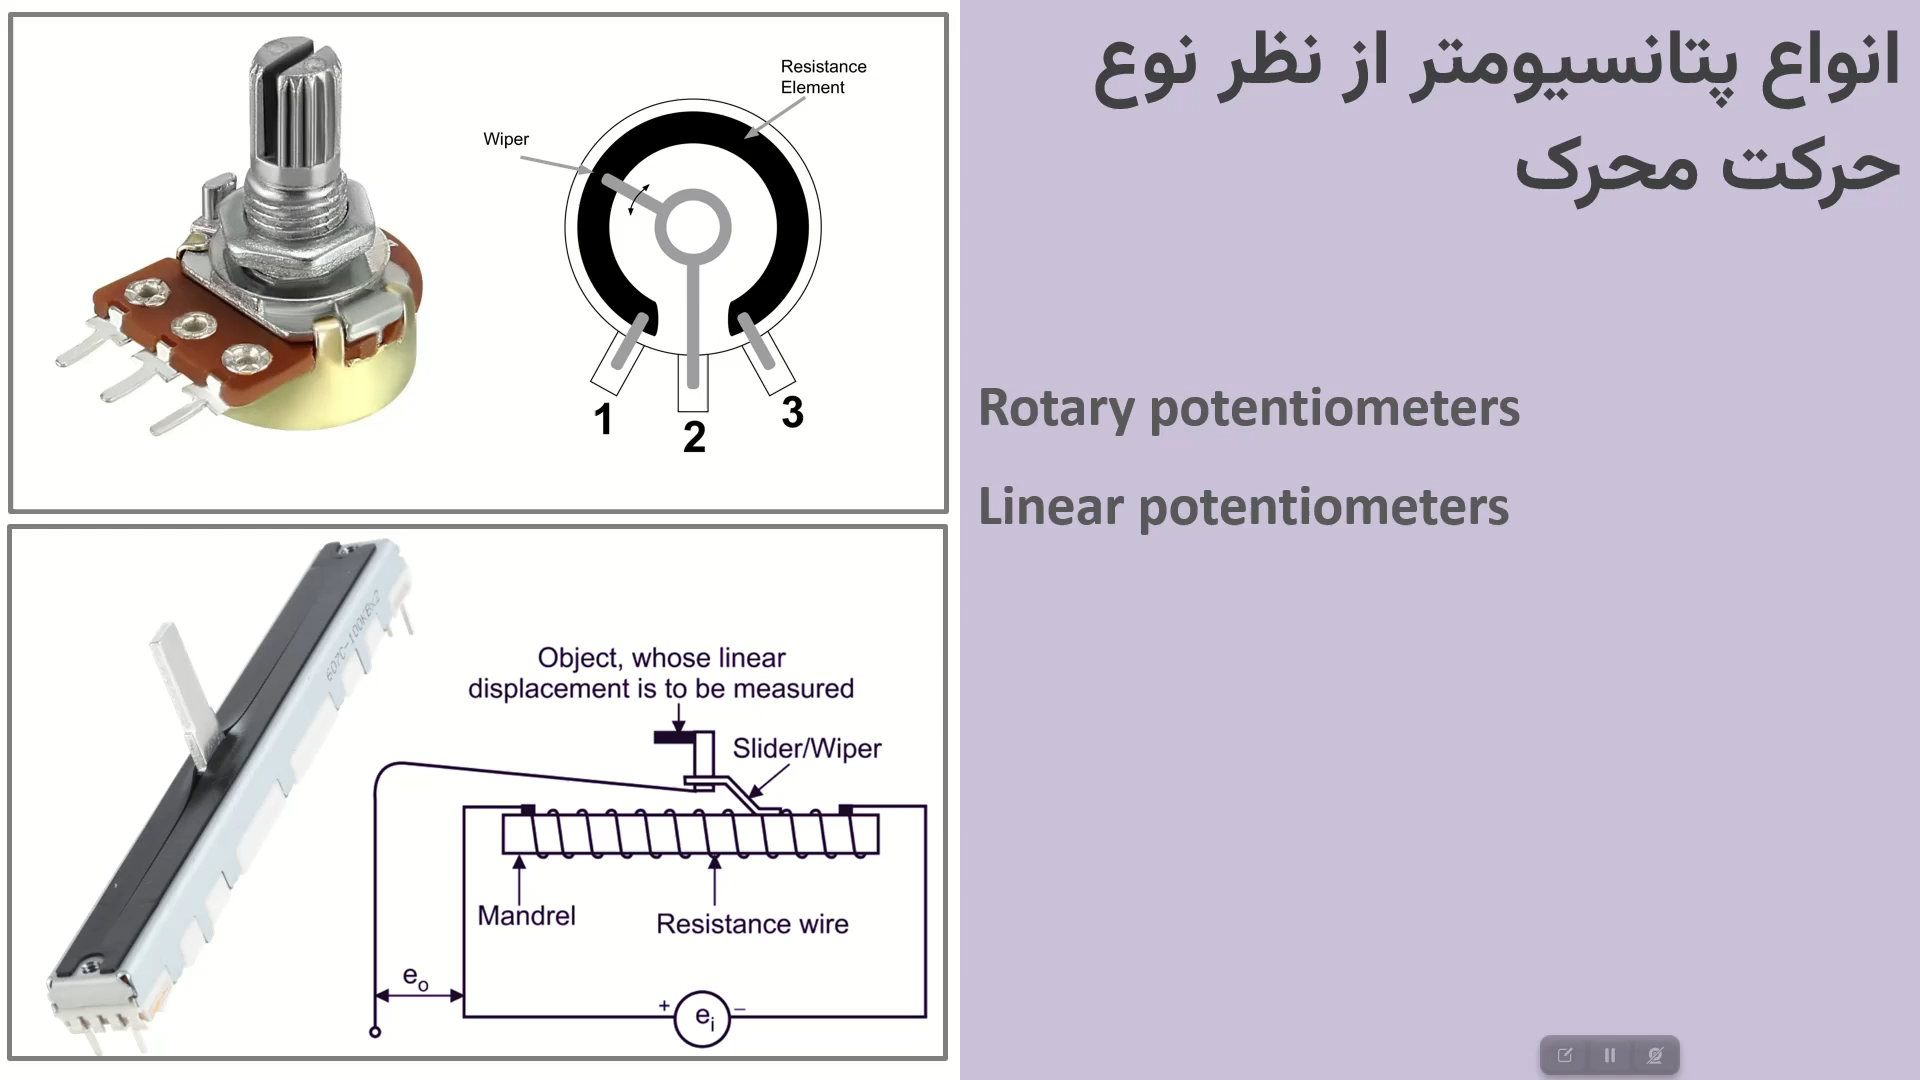 انواع پتانسیومتر از نظر نوع
حرکت محرک
Rotary potentiometers
Linear potentiometers
Resistance
Element
Wiper
1
2
3
Object, whose linear
displacement is to be measured
Slider/Wiper
Mandrel
Resistance wire
eo
+
ei
−